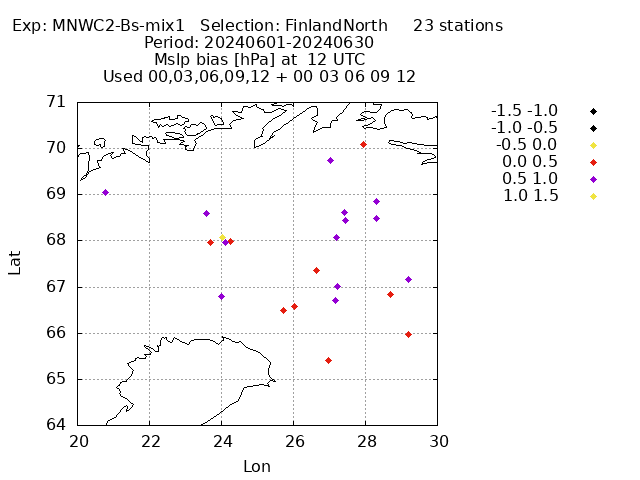 Exp: MNWC2-Bs-mix1 Selection: FinlandNorth 23 stations
Period: 20240601-20240630
Mslp bias [hPa] at 12 UTC
Used 00,03,06,09,12 + 00 03 06 09 12
71
70
69
68
67
66
65
64
20 22 24 26 28 30
Lat
Lon
-1.5 -1.0
-1.0 -0.5
-0.5 0.0
0.0 0.5
0.5 1.0
1.0 1.5